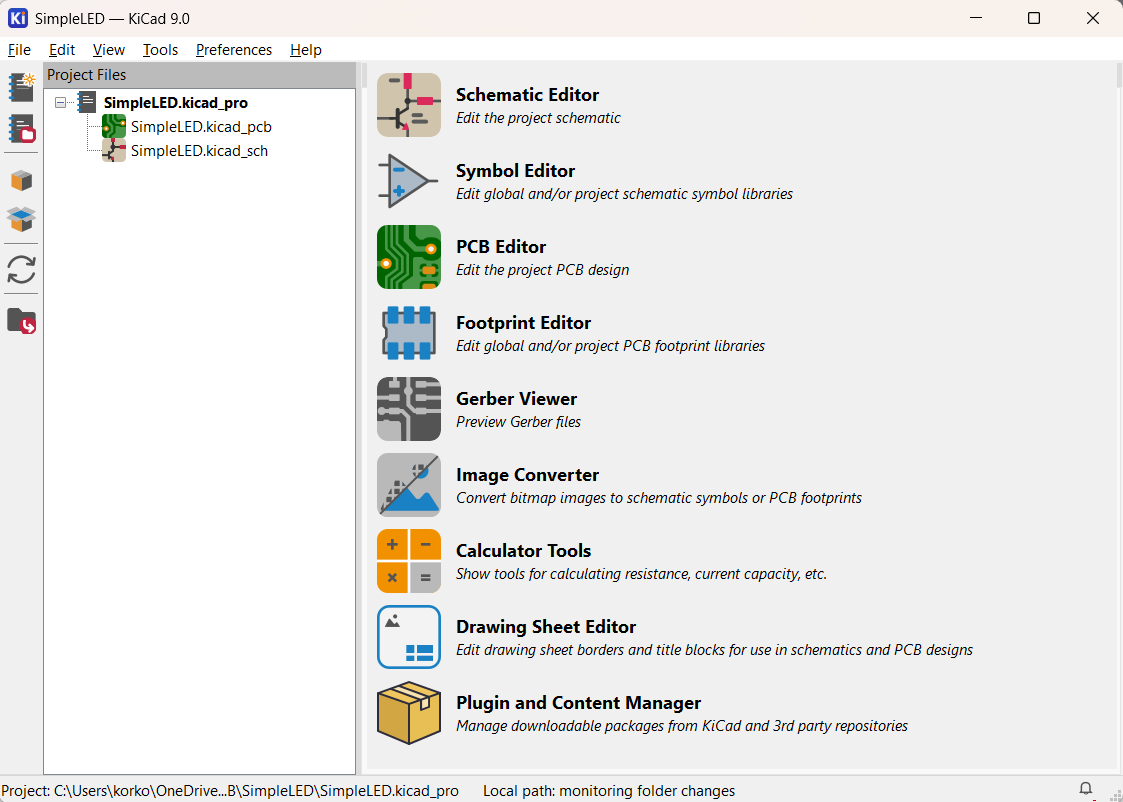 SimpleLED — KiCad 9.0
File Edit View Tools Preferences Help
Project Files
SimpleLED.kicad_pro
SimpleLED.kicad_pcb
SimpleLED.kicad_sch
Schematic Editor
Edit the project schematic
Symbol Editor
Edit global and/or project schematic symbol libraries
PCB Editor
Edit the project PCB design
Footprint Editor
Edit global and/or project PCB footprint libraries
Gerber Viewer
Preview Gerber files
Image Converter
Convert bitmap images to schematic symbols or PCB footprints
Calculator Tools
Show tools for calculating resistance, current capacity, etc.
Drawing Sheet Editor
Edit drawing sheet borders and title blocks for use in schematics and PCB designs
Plugin and Content Manager
Manage downloadable packages from KiCad and 3rd party repositories
Project: C:\Users\korko\OneDrive...B\SimpleLED\SimpleLED.kicad_pro Local path: monitoring folder changes